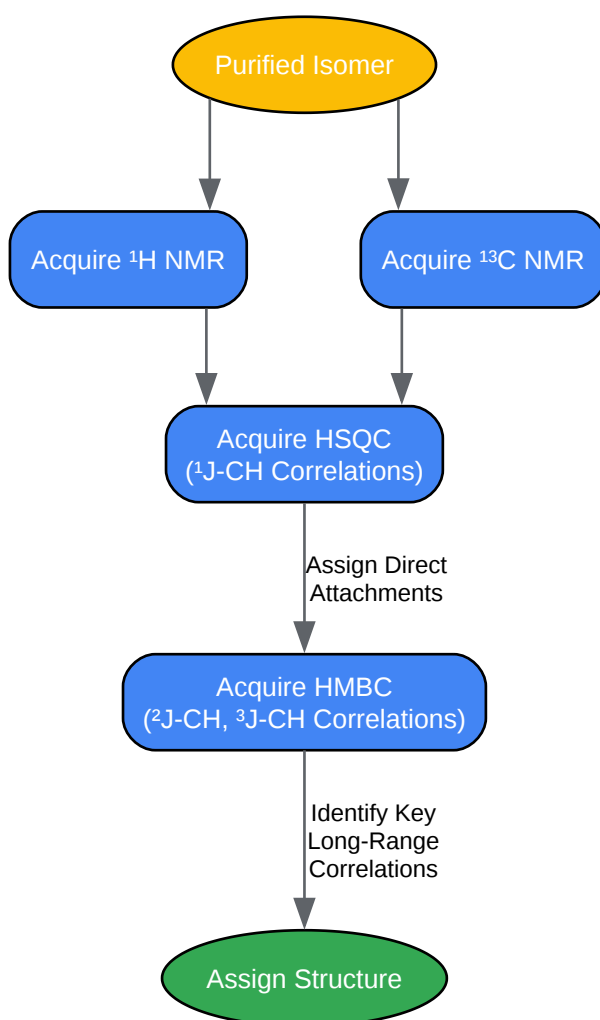 Purified Isomer
Acquire ¹H NMR
Acquire ¹³C NMR
Acquire HSQC
(¹J-CH Correlations)
Assign Direct
Attachments
Acquire HMBC
(²J-CH, ³J-CH Correlations)
Identify Key
Long-Range
Correlations
Assign Structure